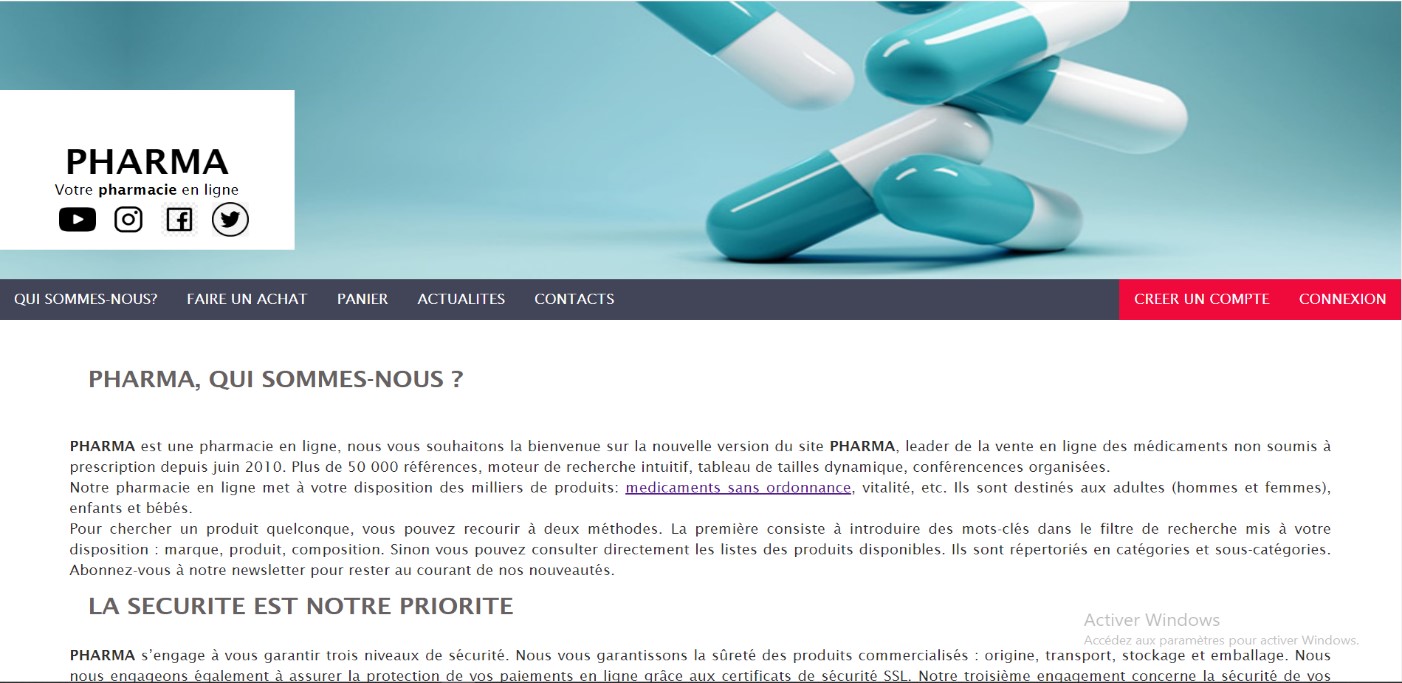 PHARMA
Votre pharmacie en ligne
QUI SOMMES-NOUS? FAIRE UN ACHAT PANIER ACTUALITES CONTACTS CREER UN COMPTE CONNEXION
PHARMA, QUI SOMMES-NOUS ?
PHARMA est une pharmacie en ligne, nous vous souhaitons la bienvenue sur la nouvelle version du site PHARMA, leader de la vente en ligne des médicaments non soumis à
prescription depuis juin 2010. Plus de 50 000 références, moteur de recherche intuitif, tableau de tailles dynamique, conférencences organisées.
Notre pharmacie en ligne met à votre disposition des milliers de produits: medicaments sans ordonnance, vitalité, etc. Ils sont destinés aux adultes (hommes et femmes),
enfants et bébés.
Pour chercher un produit quelconque, vous pouvez recourir à deux méthodes. La première consiste à introduire des mots-clés dans le filtre de recherche mis à votre
disposition : marque, produit, composition. Sinon vous pouvez consulter directement les listes des produits disponibles. Ils sont répertoriés en catégories et sous-catégories.
Abonnez-vous à notre newsletter pour rester au courant de nos nouveautés.
LA SECURITE EST NOTRE PRIORITE
Activer Windows
Accédez aux paramètres pour activer Windows.
PHARMA s'engage à vous garantir trois niveaux de sécurité. Nous vous garantissons la sûreté des produits commercialisés : origine, transport, stockage et emballage. Nous
nous engageons également à assurer la protection de vos paiements en ligne grâce aux certificats de sécurité SSL. Notre troisième engagement concerne la sécurité de vos